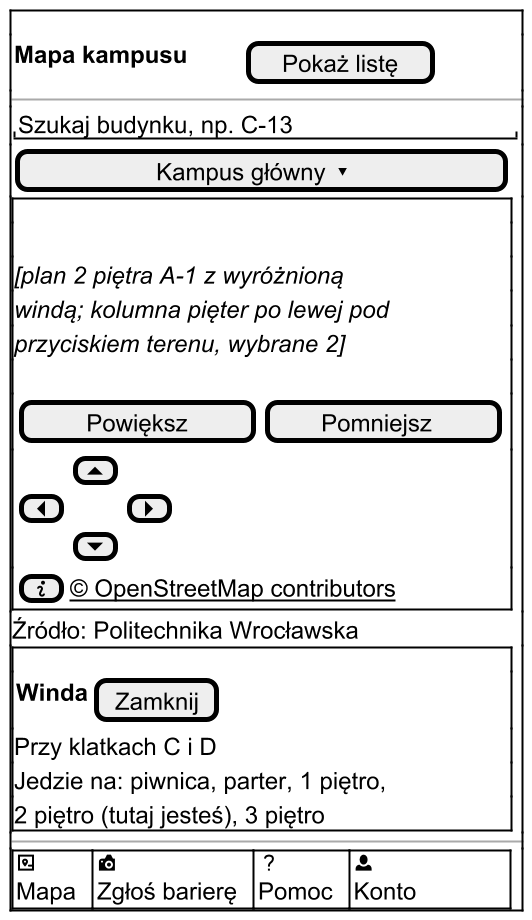 Mapa kampusu
Pokaż listę
Szukaj budynku, np. C-13
Kampus główny ▾
[plan 2 piętra A-1 z wyróżnioną
windą; kolumna pięter po lewej pod
przyciskiem terenu, wybrane 2]
Powiększ Pomniejsz
i © OpenStreetMap contributors
Źródło: Politechnika Wrocławska
Winda Zamknij
Przy klatkach C i D
Jedzie na: piwnica, parter, 1 piętro,
2 piętro (tutaj jesteś), 3 piętro
?
Mapa Zgłoś barierę Pomoc Konto